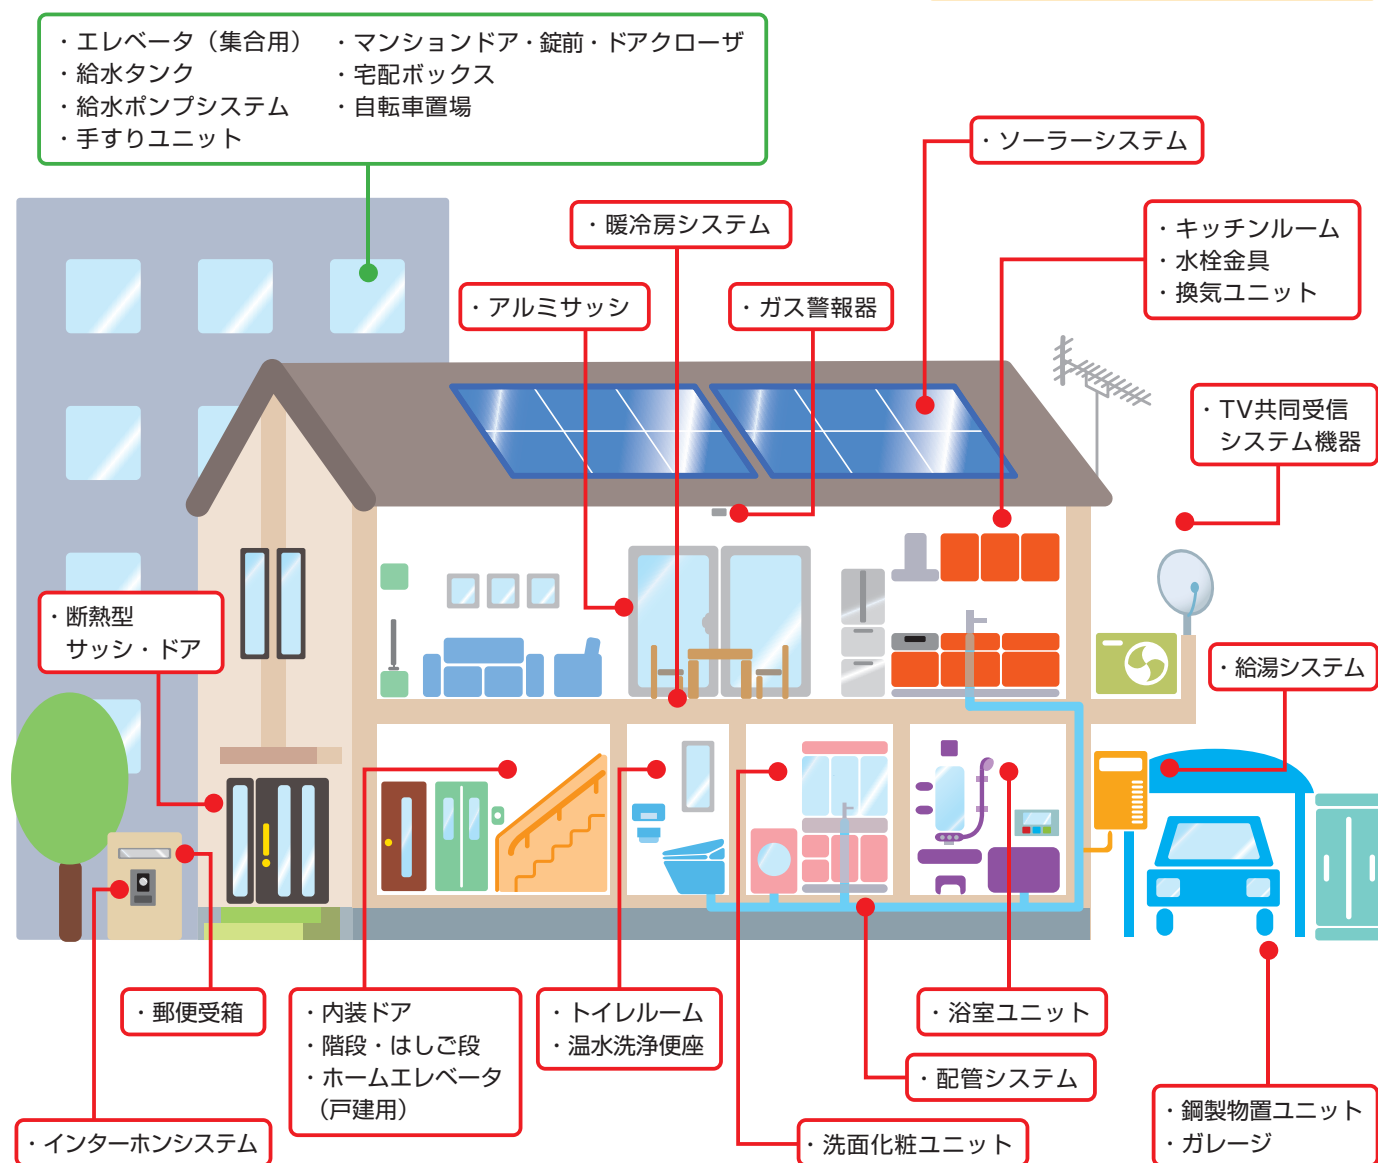 ・エレベータ（集合用）
・給水タンク
・給水ポンプシステム
・手すりユニット
・マンションドア・錠前・ドアクローザ
・宅配ボックス
・自転車置場
・ソーラーシステム
・暖冷房システム
・キッチンルーム
・水栓金具
・換気ユニット
・アルミサッシ
・ガス警報器
・TV共同受信
システム機器
・断熱型
サッシ・ドア
・給湯システム
・郵便受箱
・内装ドア
・階段・はしご段
・ホームエレベータ
（戸建用）
・トイレルーム
・温水洗浄便座
・浴室ユニット
・配管システム
・鋼製物置ユニット
・ガレージ
・インターホンシステム
・洗面化粧ユニット